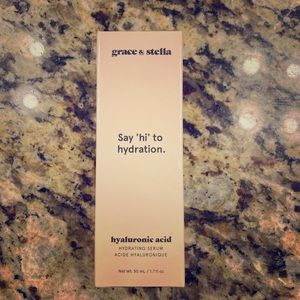 grace & stella
Say 'hi' to
hydration.
hyaluronic acid
HYDRATING SERUM
ACIDE HYALURONIQUE
Net Wt. 50 mL / 1.7 fl oz